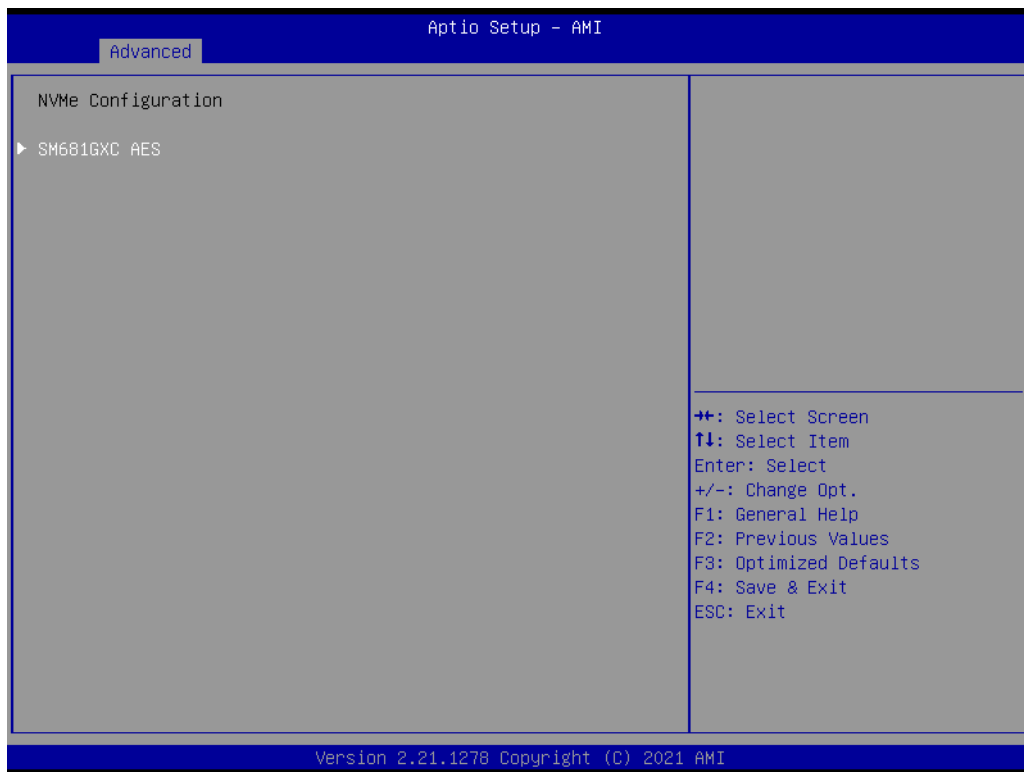 Aptio Setup – AMI
Advanced
NVMe Configuration
SM681GXC AES
→←: Select Screen
↑↓: Select Item
Enter: Select
+/-: Change Opt.
F1: General Help
F2: Previous Values
F3: Optimized Defaults
F4: Save & Exit
ESC: Exit
Version 2.21.1278 Copyright (C) 2021 AMI